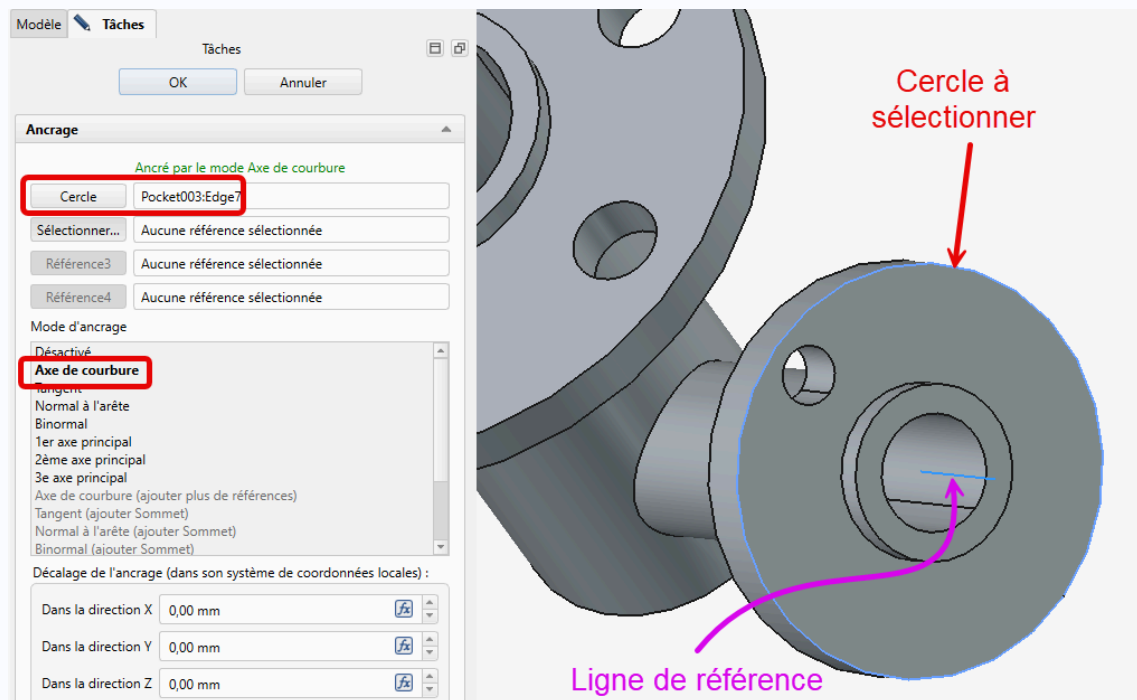 Modèle Tâches
Tâches
OK Annuler
Ancrage
Ancré par le mode Axe de courbure
Cercle Pocket003:Edge7
Sélectionner... Aucune référence sélectionnée
Référence3 Aucune référence sélectionnée
Référence4 Aucune référence sélectionnée
Mode d'ancrage
Désactivé
Axe de courbure
Tangent
Normal à l'arête
Binormal
1er axe principal
2ème axe principal
3e axe principal
Axe de courbure (ajouter plus de références)
Tangent (ajouter Sommet)
Normal à l'arête (ajouter Sommet)
Binormal (ajouter Sommet)
Décalage de l'ancrage (dans son système de coordonnées locales) :
Dans la direction X 0,00 mm fx
Dans la direction Y 0,00 mm fx
Dans la direction Z 0,00 mm fx
Cercle à
sélectionner
Ligne de référence